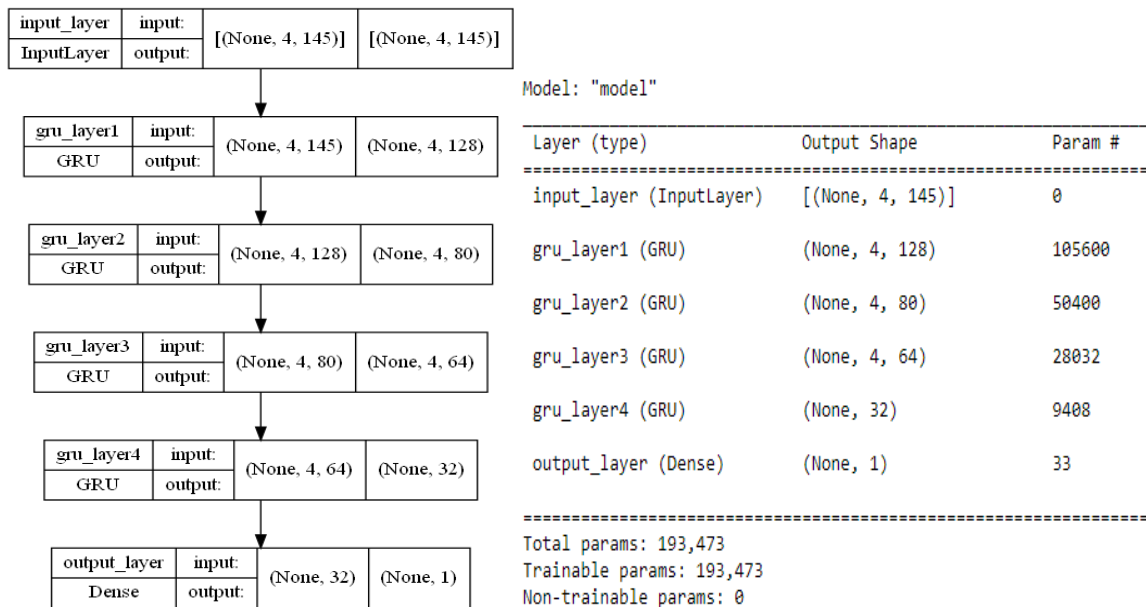 input_layer input: [(None, 4, 145)] [(None, 4, 145)]
InputLayer output:
gru_layer1 input: (None, 4, 145) (None, 4, 128)
GRU output:
gru_layer2 input: (None, 4, 128) (None, 4, 80)
GRU output:
gru_layer3 input: (None, 4, 80) (None, 4, 64)
GRU output:
gru_layer4 input: (None, 4, 64) (None, 32)
GRU output:
output_layer input: (None, 32) (None, 1)
Dense output:
Model: "model"
Layer (type) Output Shape Param #
input_layer (InputLayer) [(None, 4, 145)] 0
gru_layer1 (GRU) (None, 4, 128) 105600
gru_layer2 (GRU) (None, 4, 80) 50400
gru_layer3 (GRU) (None, 4, 64) 28032
gru_layer4 (GRU) (None, 32) 9408
output_layer (Dense) (None, 1) 33
Total params: 193,473
Trainable params: 193,473
Non-trainable params: 0